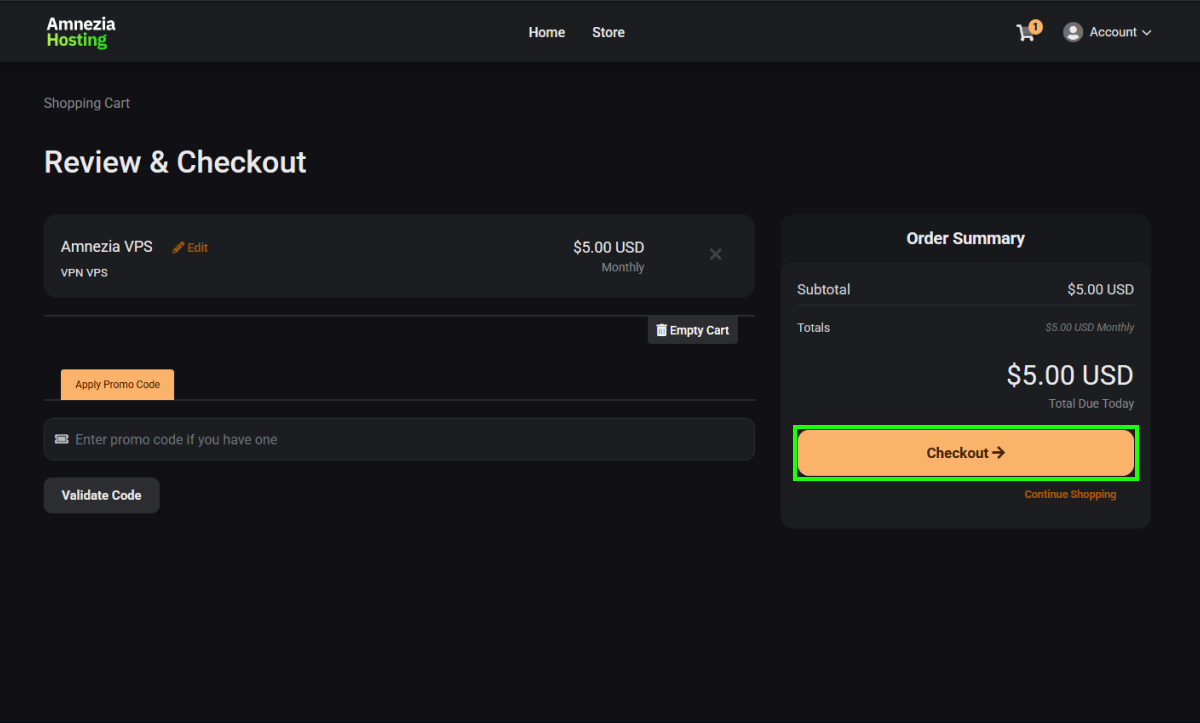 Amnezia
Hosting
Home
Store
1
Account
Shopping Cart
Review & Checkout
Amnezia VPS
Edit
$5.00 USD
Monthly
VPN VPS
Empty Cart
Apply Promo Code
Enter promo code if you have one
Validate Code
Order Summary
Subtotal
$5.00 USD
Totals
$5.00 USD Monthly
$5.00 USD
Total Due Today
Checkout
Continue Shopping